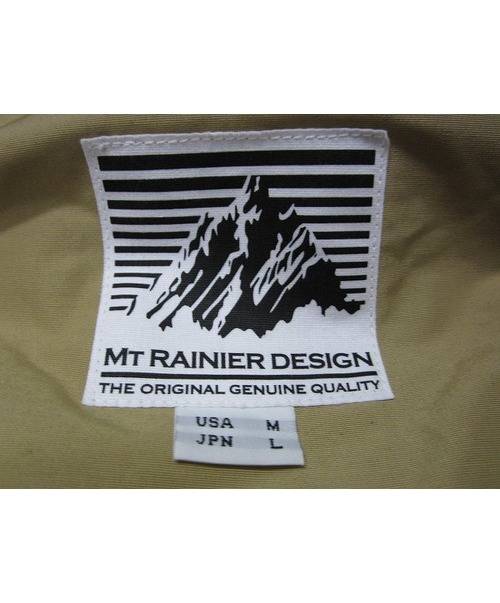 MT RAINIER DESIGN
THE ORIGINAL GENUINE QUALITY
USA M
JPN L